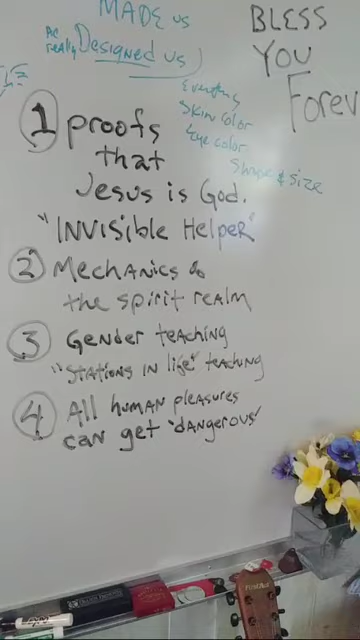 MADE us
He really Designed us
Everything
Skin color
Eye color
Shape & size
BLESS
YOU
Forev
1 proofs
that
Jesus is God.
"INVISIBLE HELPER"
2 MECHANICS of
the spirit realm
3 Gender teaching
"STATIONS IN life" teaching
4 All human pleasures
can get "DANGEROUS"